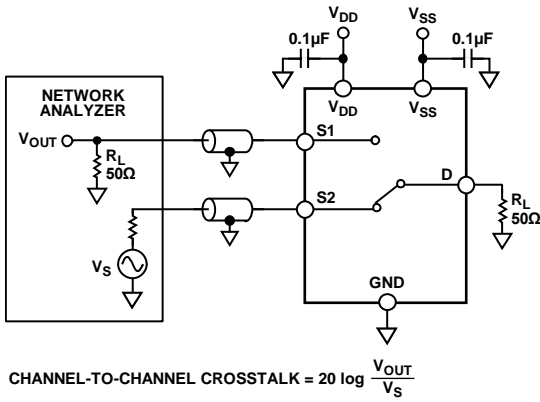 V_DD
V_SS
0.1µF
0.1µF
NETWORK
ANALYZER
V_DD
V_SS
V_OUT
S1
R_L
50Ω
S2
D
R_L
50Ω
V_S
GND
CHANNEL-TO-CHANNEL CROSSTALK = 20 log V_OUT
V_S